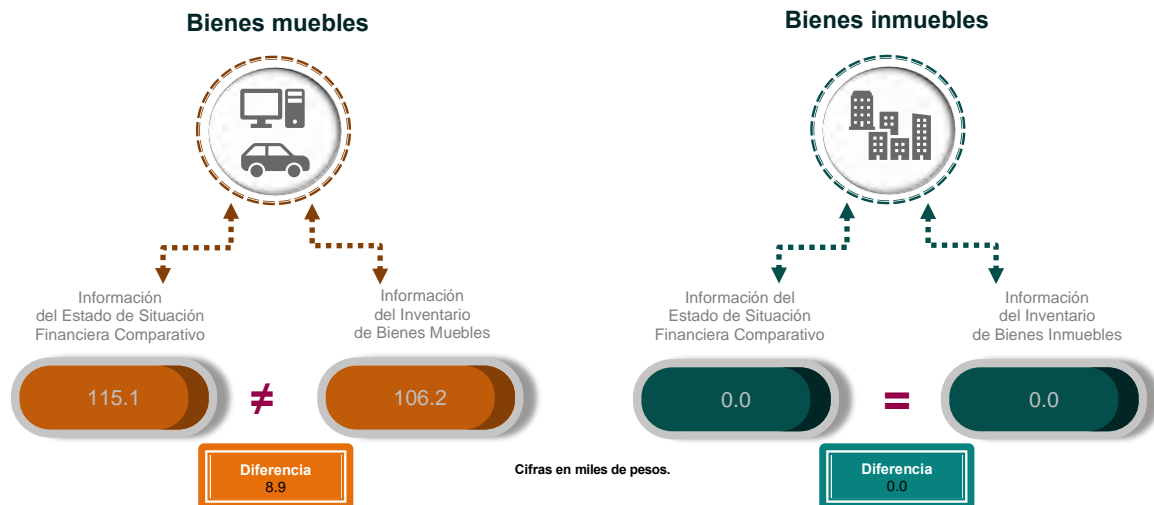 Bienes muebles
Información
del Estado de Situación
Financiera Comparativo
Información
del Inventario
de Bienes Muebles
115.1
≠
106.2
Diferencia
8.9
Cifras en miles de pesos.
Bienes inmuebles
Información del
Estado de Situación
Financiera Comparativo
Información
del Inventario
de Bienes Inmuebles
0.0
=
0.0
Diferencia
0.0